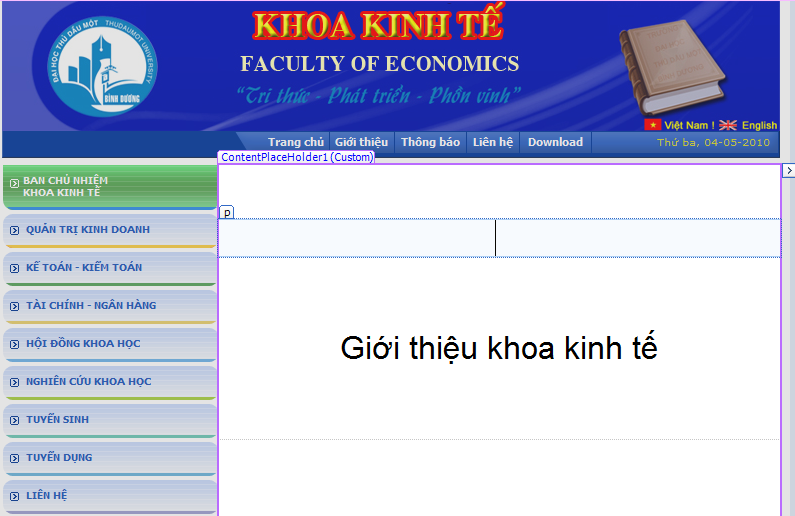 KHOA KINH TẾ
ĐẠI HỌC THỦ DẦU MỘT THUDAUMOT UNIVERSITY
BÌNH DƯƠNG
FACULTY OF ECONOMICS
"Tri thức - Phát triển - Phồn vinh"
Việt Nam ! English
Trang chủ Giới thiệu Thông báo Liên hệ Download
Thứ ba, 04-05-2010
ContentPlaceHolder1 (Custom)
BAN CHỦ NHIỆM
KHOA KINH TẾ
p
QUẢN TRỊ KINH DOANH
KẾ TOÁN - KIỂM TOÁN
TÀI CHÍNH - NGÂN HÀNG
HỘI ĐỒNG KHOA HỌC
Giới thiệu khoa kinh tế
NGHIÊN CỨU KHOA HỌC
TUYỂN SINH
TUYỂN DỤNG
LIÊN HỆ